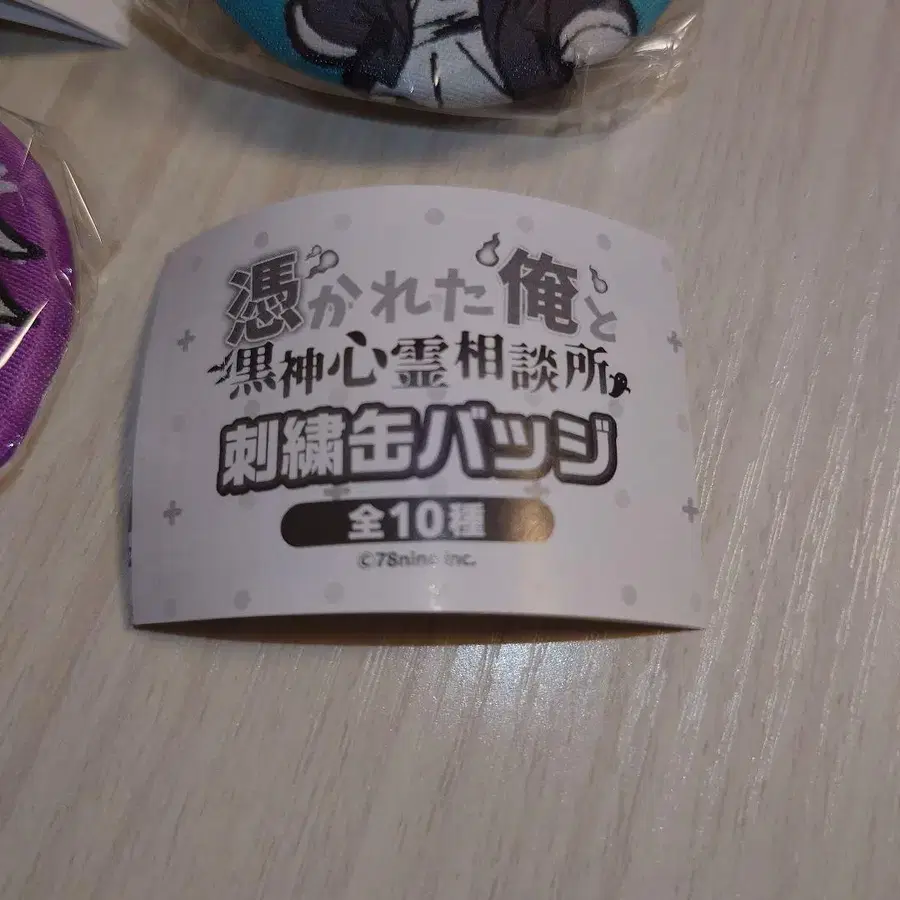 憑かれた俺と
黒神心霊相談所
刺繍缶バッジ
全10種
©78nine inc.